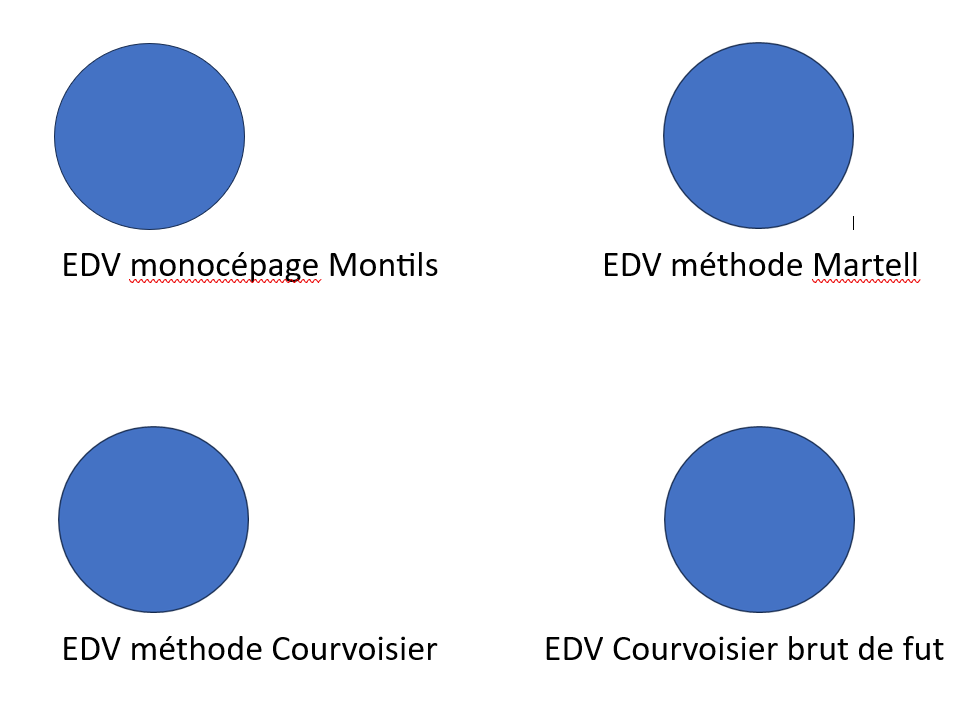 EDV monocépage Montils
EDV méthode Martell
EDV méthode Courvoisier
EDV Courvoisier brut de fut